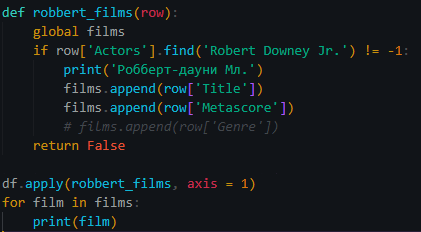 def robbert_films(row):
    global films
    if row['Actors'].find('Robert Downey Jr.') != -1:
        print('Робберт-дауни Мл.')
        films.append(row['Title'])
        films.append(row['Metascore'])
        # films.append(row['Genre'])
    return False

df.apply(robbert_films, axis = 1)
for film in films:
    print(film)